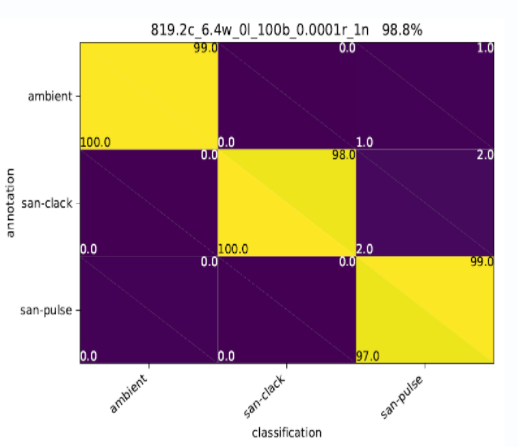 819.2c_6.4w_0l_100b_0.0001r_1n 98.8%
99.0 0.0 1.0
ambient
100.0 0.0 1.0
0.0 98.0 2.0
san-clack
0.0 100.0 2.0
0.0 0.0 99.0
san-pulse
0.0 0.0 97.0
annotation
ambient san-clack san-pulse
classification